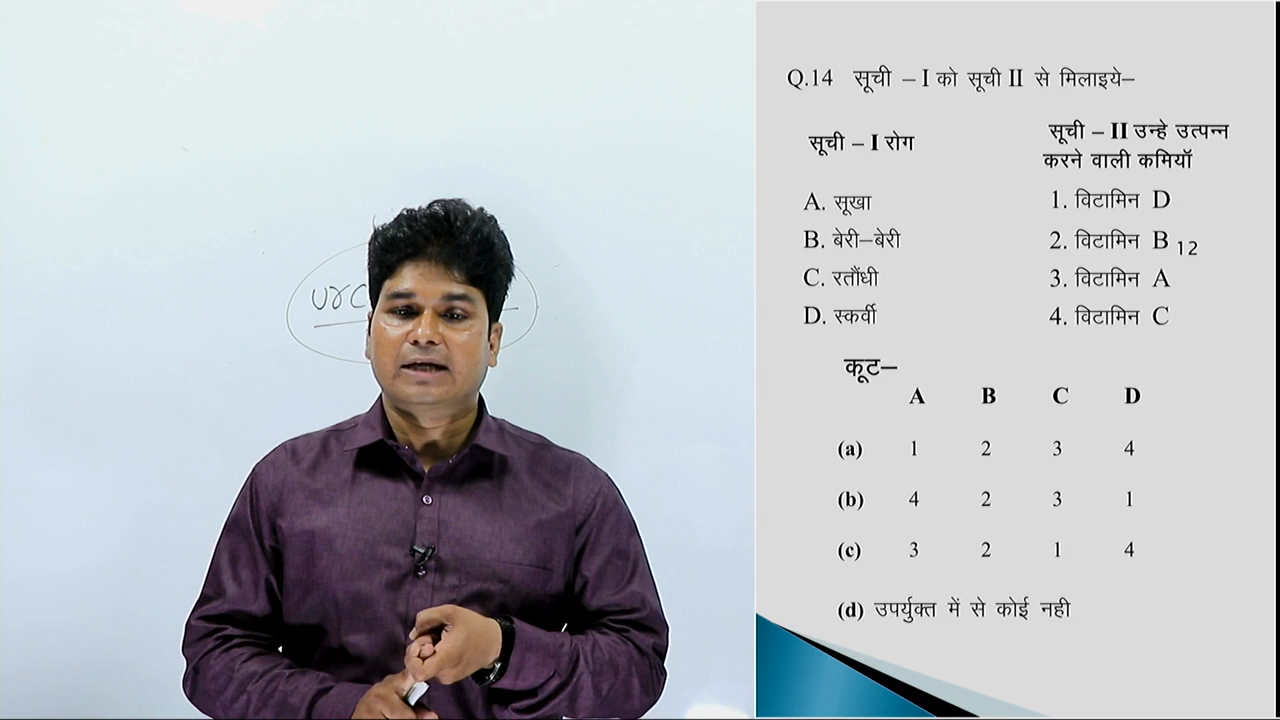 Q.14 सूची – I को सूची II से मिलाइये–
सूची – I रोग
सूची – II उन्हे उत्पन्न
करने वाली कमियॉ
A. सूखा
1. विटामिन D
B. बेरी–बेरी
2. विटामिन B 12
C. रतौंधी
3. विटामिन A
D. स्कर्वी
4. विटामिन C
कूट–
A B C D
(a) 1 2 3 4
(b) 4 2 3 1
(c) 3 2 1 4
(d) उपर्युक्त में से कोई नही